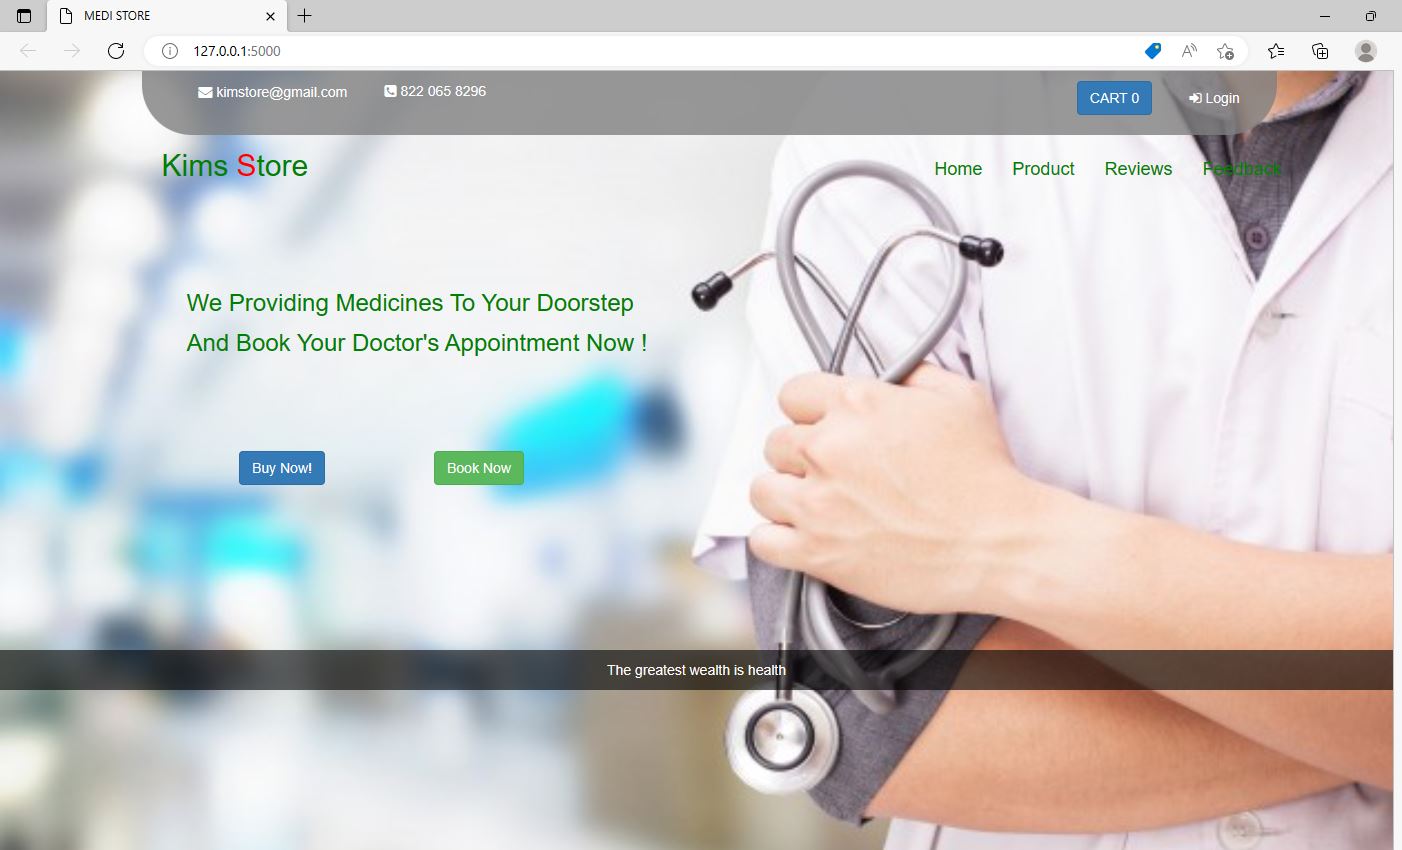 MEDI STORE
127.0.0.1:5000
kimstore@gmail.com 822 065 8296 CART 0 Login
Kims Store Home Product Reviews Feedback
We Providing Medicines To Your Doorstep
And Book Your Doctor's Appointment Now !
Buy Now! Book Now
The greatest wealth is health